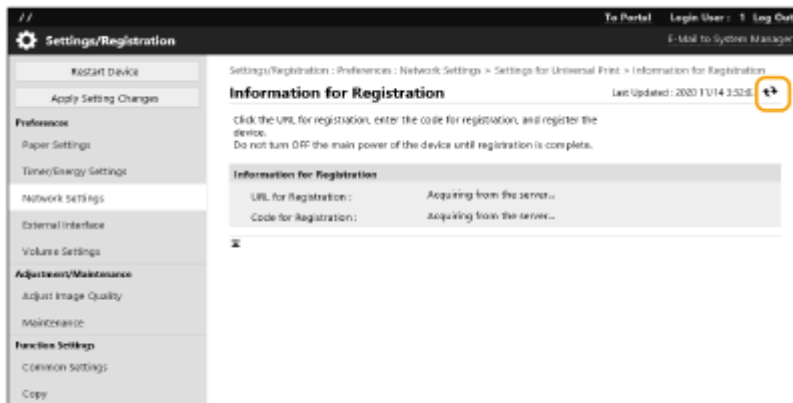 //
To Portal Login User : 1 Log Out
Settings/Registration
E-Mail to System Manager
Restart Device
Apply Setting Changes
Preferences
Paper Settings
Timer/Energy Settings
Network Settings
External Interface
Volume Settings
Adjustment/Maintenance
Adjust Image Quality
Maintenance
Function Settings
Common Settings
Copy
Settings/Registration : Preferences : Network Settings > Settings for Universal Print > Information for Registration
Information for Registration
Last Updated : 2020 11/14 3:52:0
Click the URL for registration, enter the code for registration, and register the
device.
Do not turn OFF the main power of the device until registration is complete.
Information for Registration
URL for Registration : Acquiring from the server...
Code for Registration : Acquiring from the server...